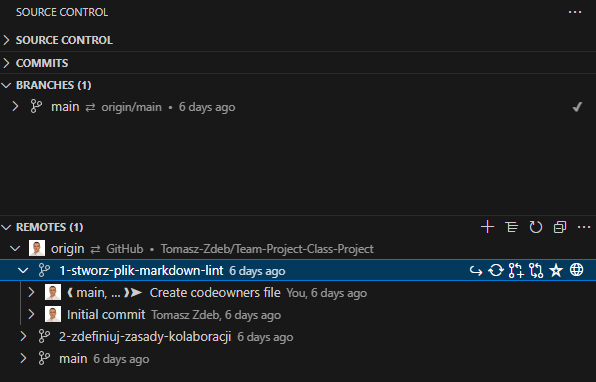 SOURCE CONTROL
SOURCE CONTROL
COMMITS
BRANCHES (1)
main ⇄ origin/main • 6 days ago
REMOTES (1)
origin ⇄ GitHub • Tomasz-Zdeb/Team-Project-Class-Project
1-stworz-plik-markdown-lint 6 days ago
❰ main, ... ❱➤ Create codeowners file You, 6 days ago
Initial commit Tomasz Zdeb, 6 days ago
2-zdefiniuj-zasady-kolaboracji 6 days ago
main 6 days ago